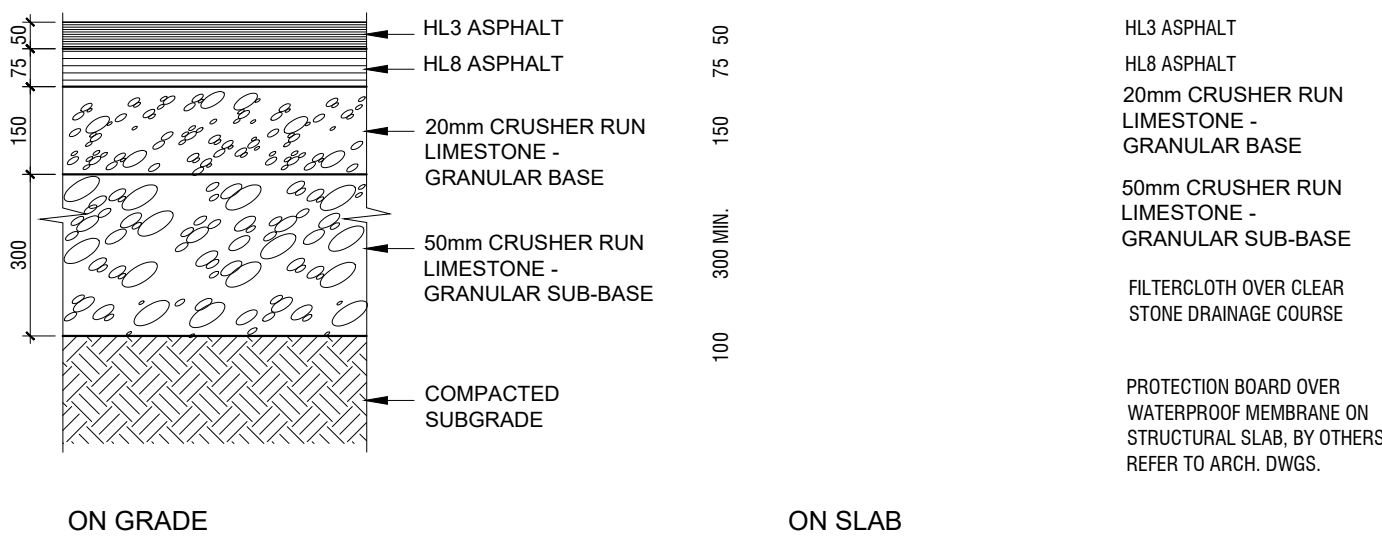 50
75
150
300
HL3 ASPHALT
HL8 ASPHALT
20mm CRUSHER RUN
LIMESTONE -
GRANULAR BASE
50mm CRUSHER RUN
LIMESTONE -
GRANULAR SUB-BASE
COMPACTED
SUBGRADE
ON GRADE
50
75
150
300 MIN.
100
HL3 ASPHALT
HL8 ASPHALT
20mm CRUSHER RUN
LIMESTONE -
GRANULAR BASE
50mm CRUSHER RUN
LIMESTONE -
GRANULAR SUB-BASE
FILTERCLOTH OVER CLEAR
STONE DRAINAGE COURSE
PROTECTION BOARD OVER
WATERPROOF MEMBRANE ON
STRUCTURAL SLAB, BY OTHERS
REFER TO ARCH. DWGS.
ON SLAB